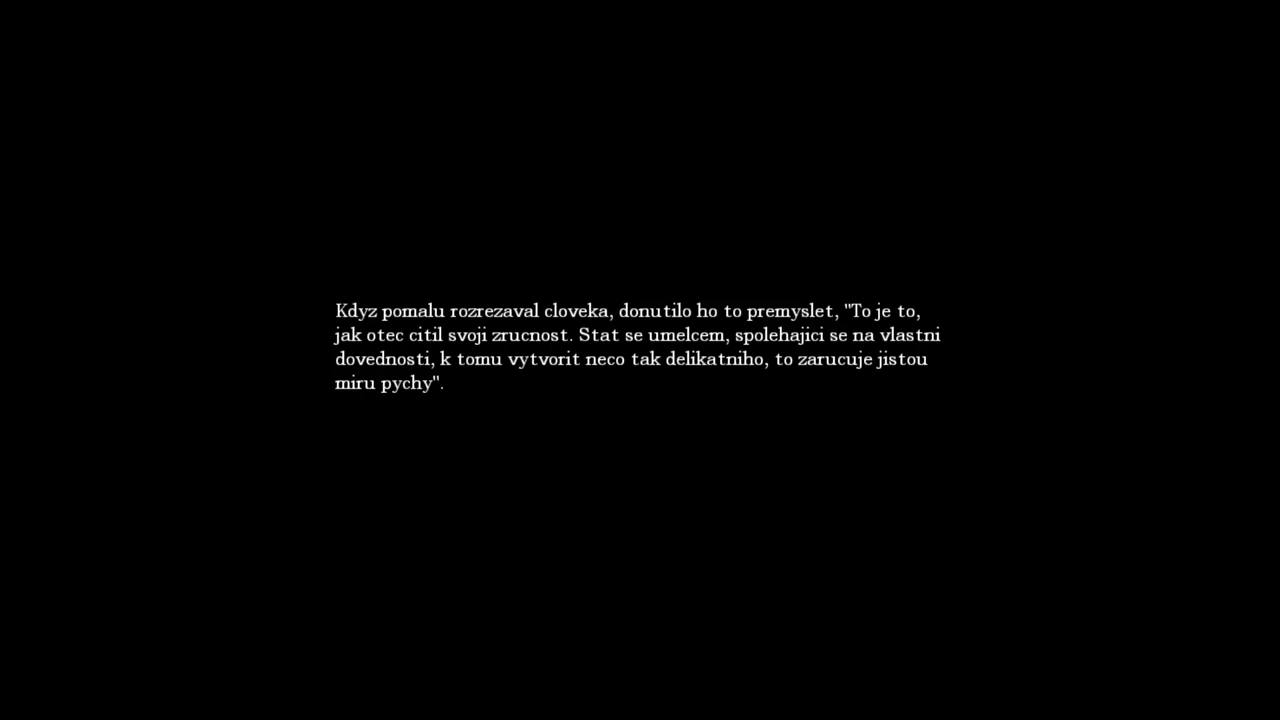 Kdyz pomalu rozrezaval cloveka, donutilo ho to premyslet, "To je to,
jak otec citil svoji zrucnost. Stat se umelcem, spolehajici se na vlastni
dovednosti, k tomu vytvorit neco tak delikatniho, to zarucuje jistou
miru pychy".